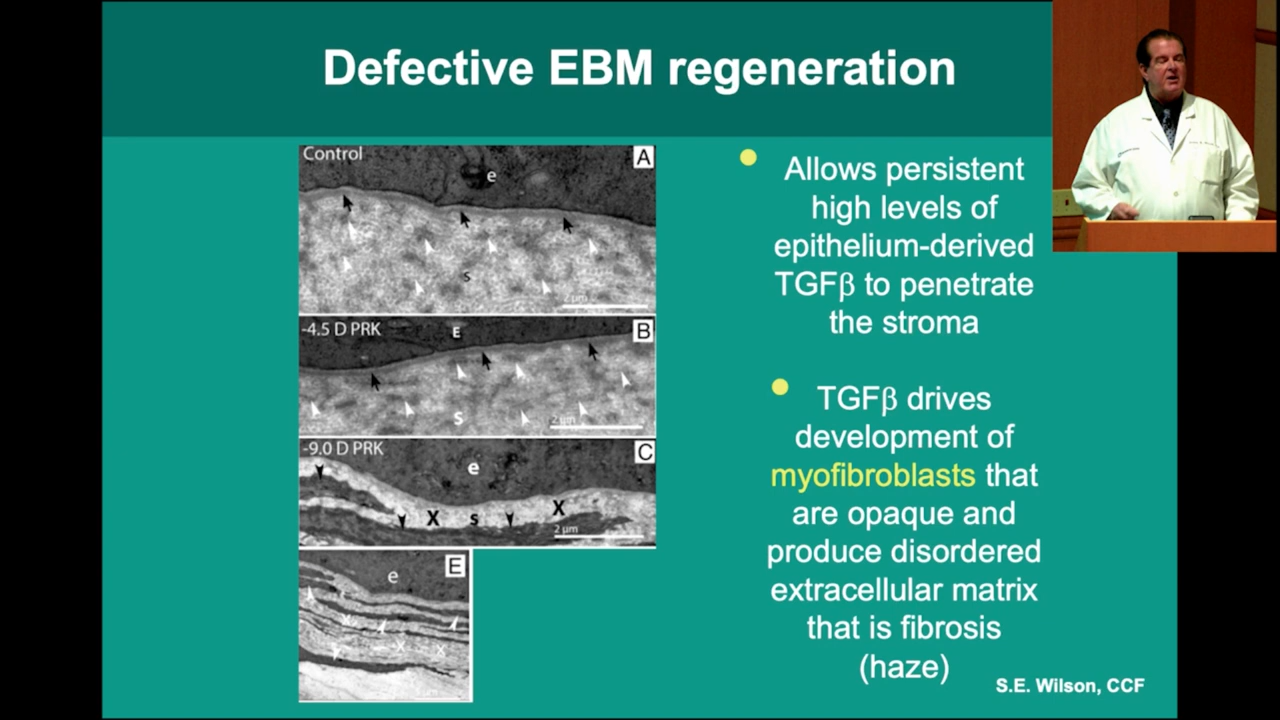 Defective EBM regeneration
Control
A
e
s
2 µm
-4.5 D PRK
E
B
S
2 µm
-9.0 D PRK
e
C
X
s
X
2 µm
E
e
x
x
x
Allows persistent
high levels of
epithelium-derived
TGFβ to penetrate
the stroma
TGFβ drives
development of
myofibroblasts that
are opaque and
produce disordered
extracellular matrix
that is fibrosis
(haze)
S.E. Wilson, CCF